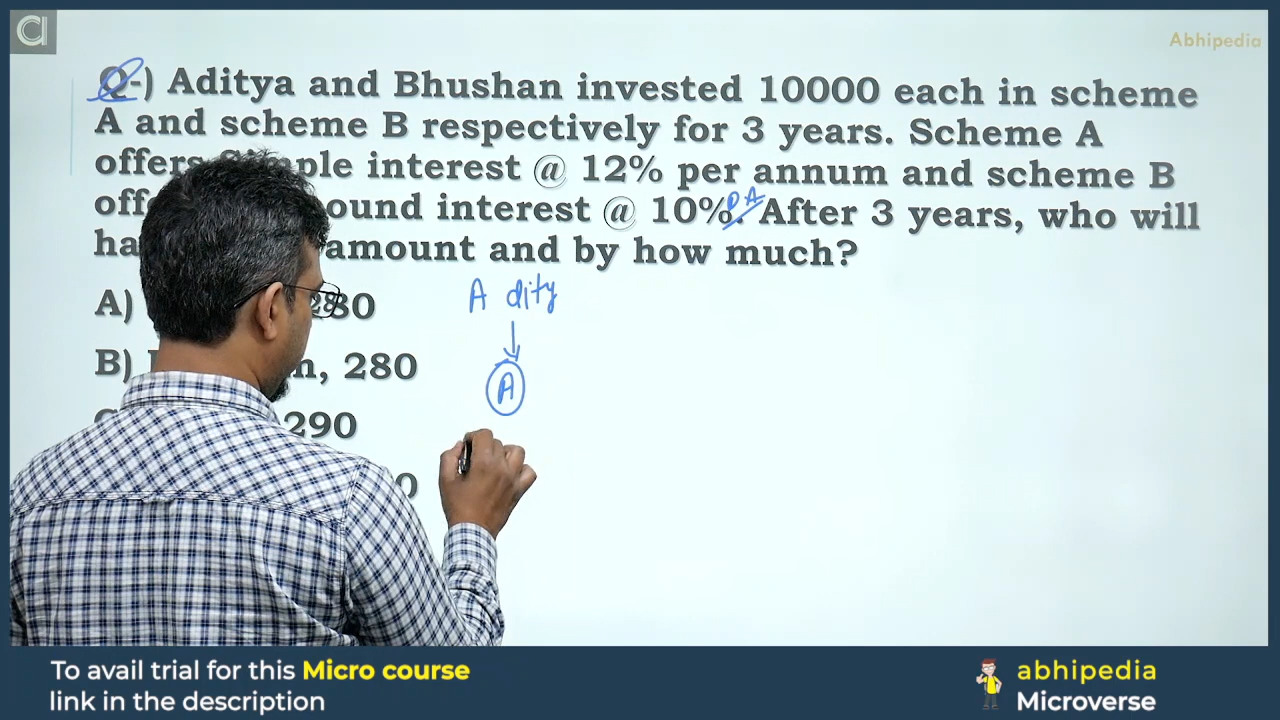 Abhipedia
Q-) Aditya and Bhushan invested 10000 each in scheme
A and scheme B respectively for 3 years. Scheme A
offers interest @ 12% per annum and scheme B
interest @ 10% PA. After 3 years, who will
amount and by how much?
A) 280
B) 280
290
Adity
A
To avail trial for this Micro course
link in the description
abhipedia
Microverse